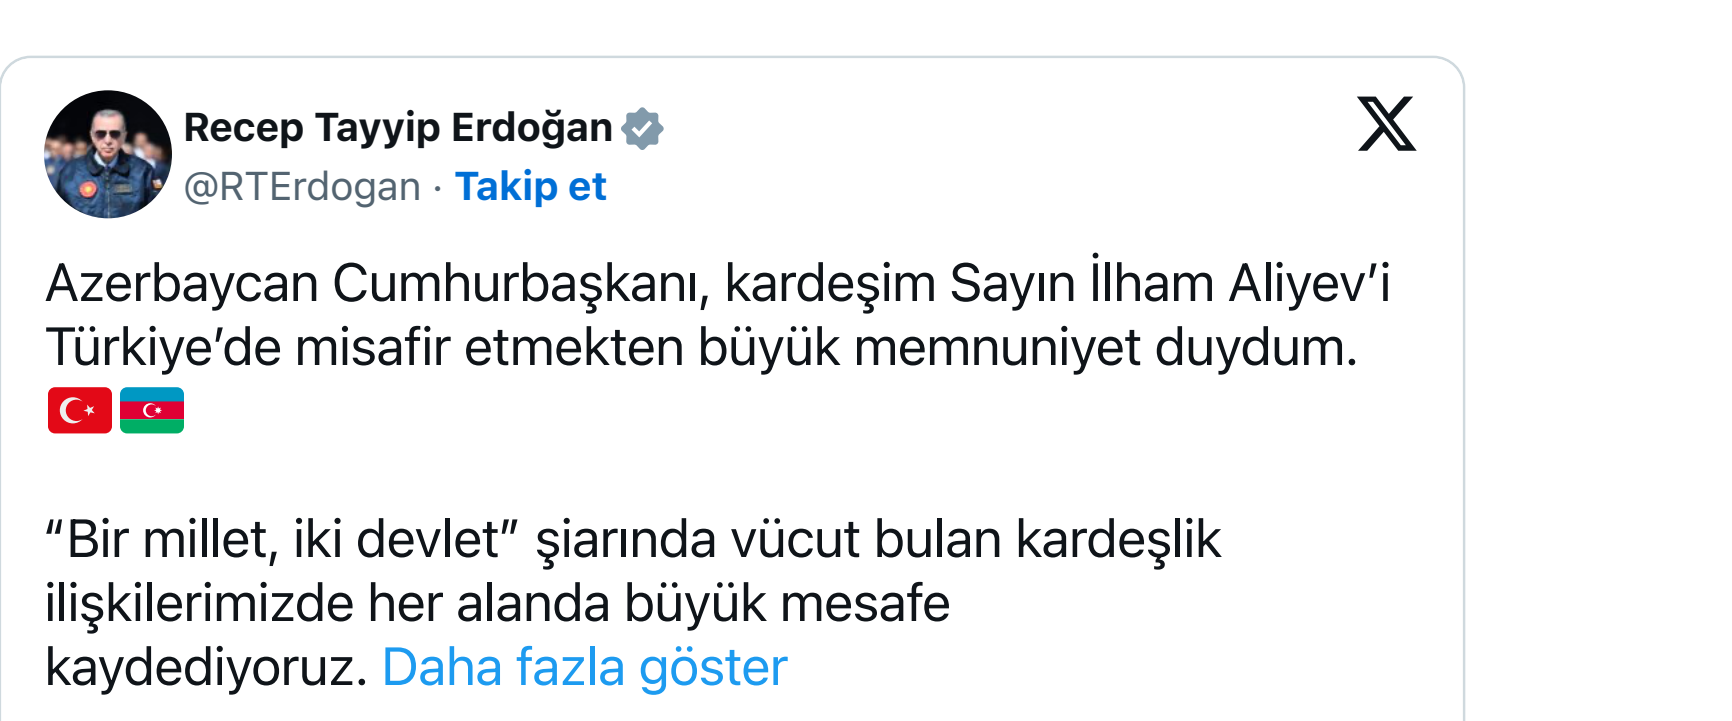 Recep Tayyip Erdoğan
@RTErdogan · Takip et
Azerbaycan Cumhurbaşkanı, kardeşim Sayın İlham Aliyev’i
Türkiye’de misafir etmekten büyük memnuniyet duydum.
🇹🇷🇦🇿
“Bir millet, iki devlet” şiarında vücut bulan kardeşlik
ilişkilerimizde her alanda büyük mesafe
kaydediyoruz. Daha fazla göster